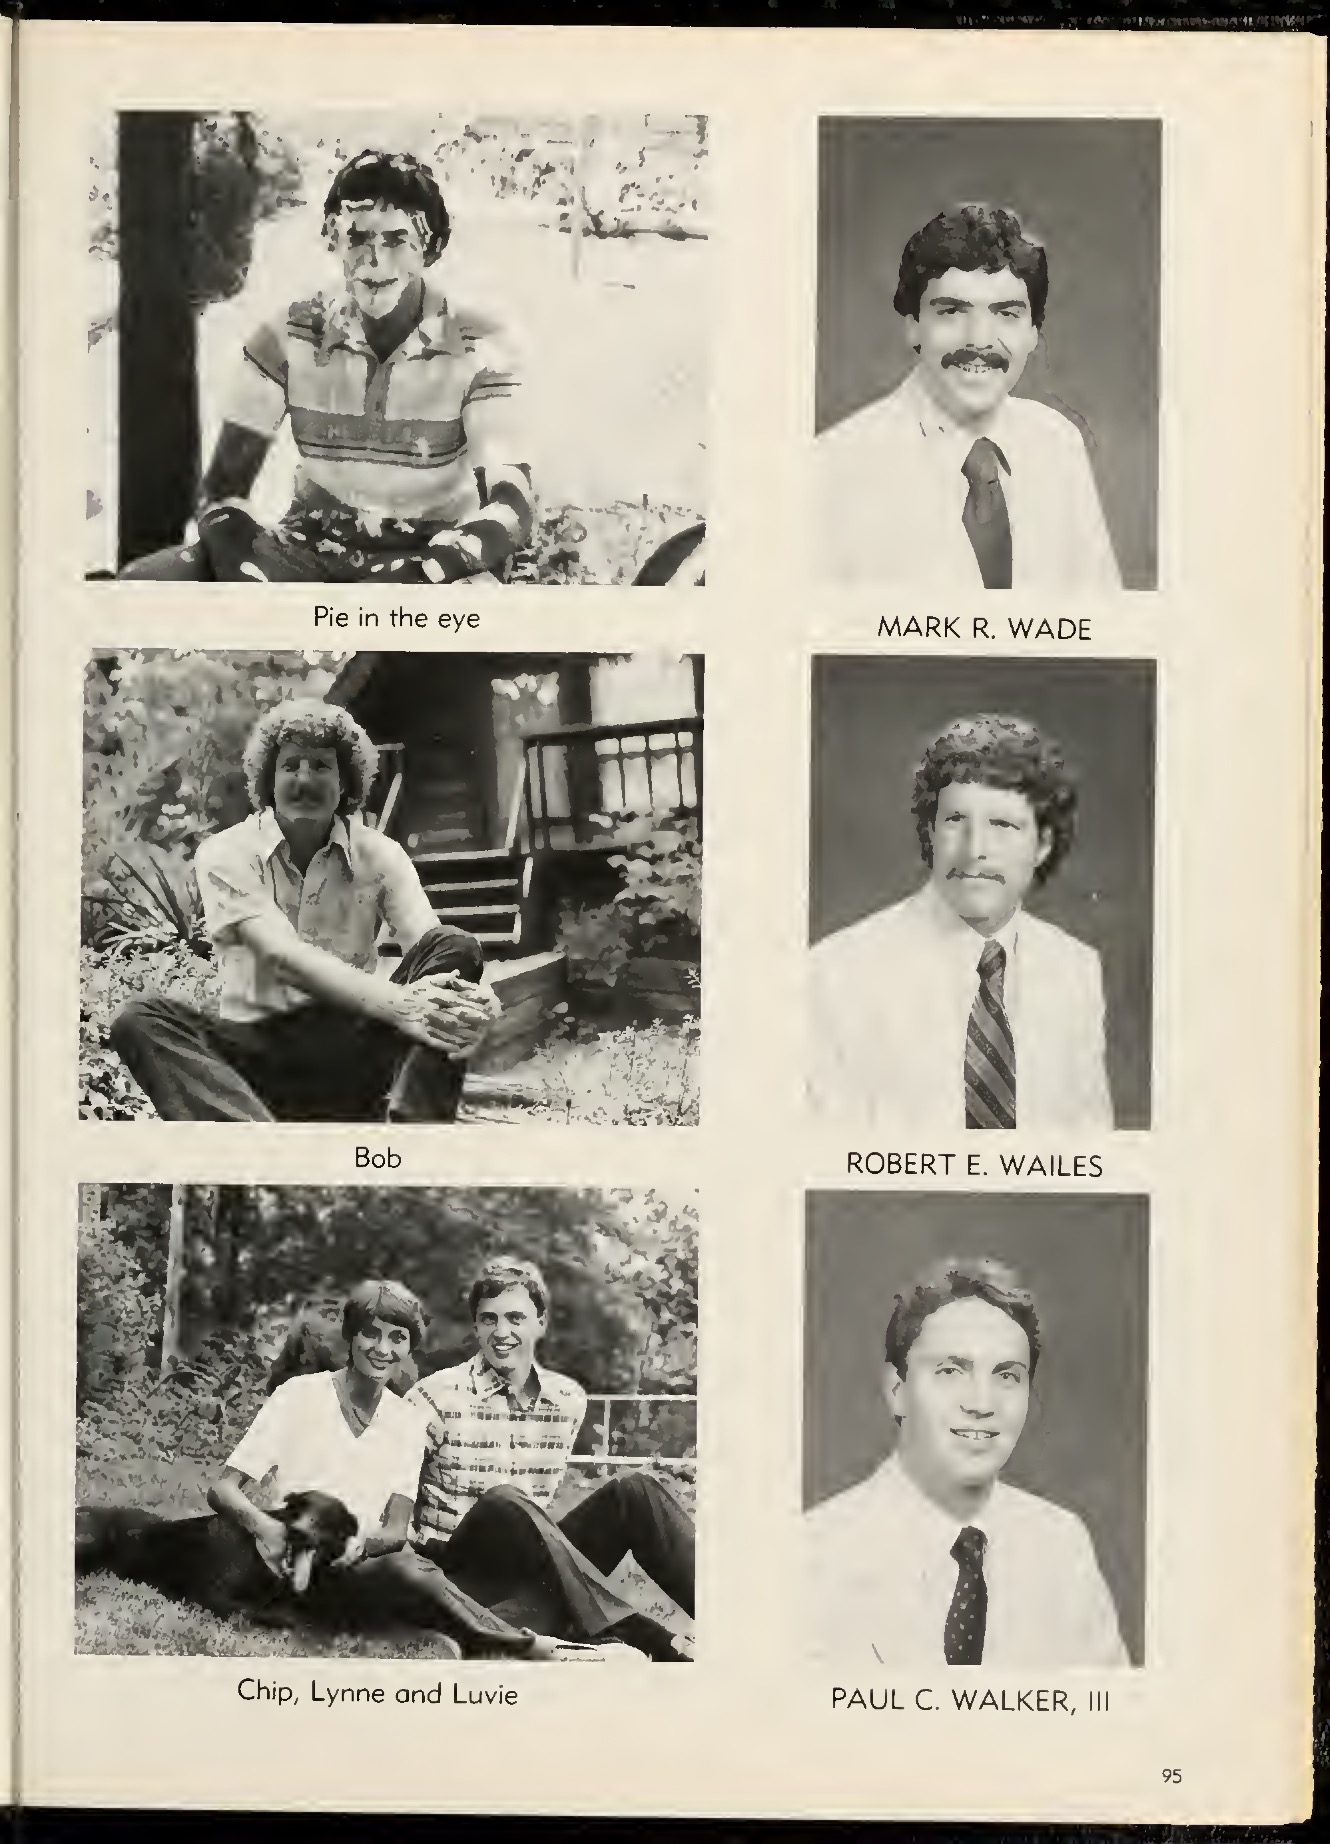 Pie in the eye
MARK R. WADE
Bob
ROBERT E. WAILES
Chip, Lynne and Luvie
PAUL C. WALKER, III
95